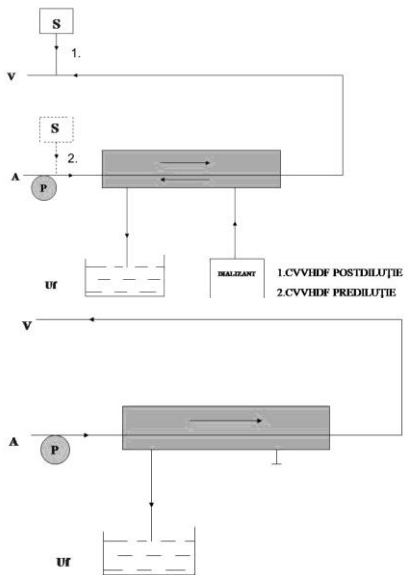 S
1.
V
S
2.
A
P
DIALIZANT
1.CVVHDF POSTDILUȚIE
Uf
2.CVVHDF PREDILUȚIE
V
A
P
Uf